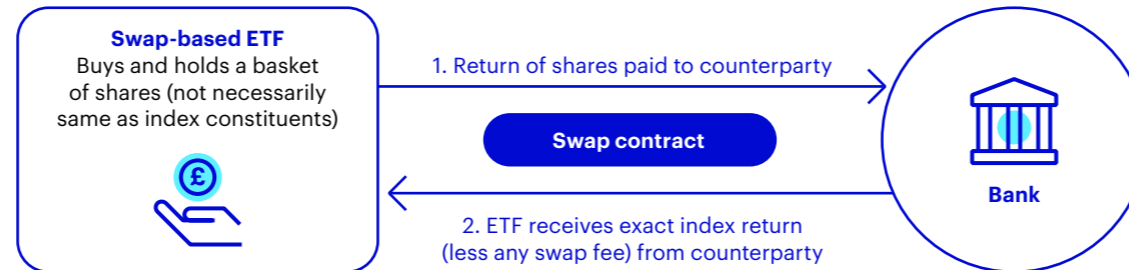 Swap-based ETF
Buys and holds a basket
of shares (not necessarily
same as index constituents)
£
1. Return of shares paid to counterparty
Swap contract
2. ETF receives exact index return
(less any swap fee) from counterparty
Bank